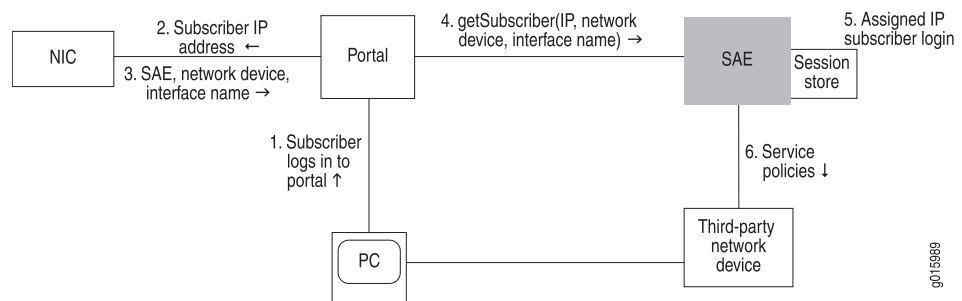 NIC
2. Subscriber IP
address ←
3. SAE, network device,
interface name →
Portal
4. getSubscriber(IP, network
device, interface name) →
SAE
5. Assigned IP
subscriber login
Session
store
1. Subscriber
logs in to
portal ↑
6. Service
policies ↓
PC
Third-party
network
device
g015989